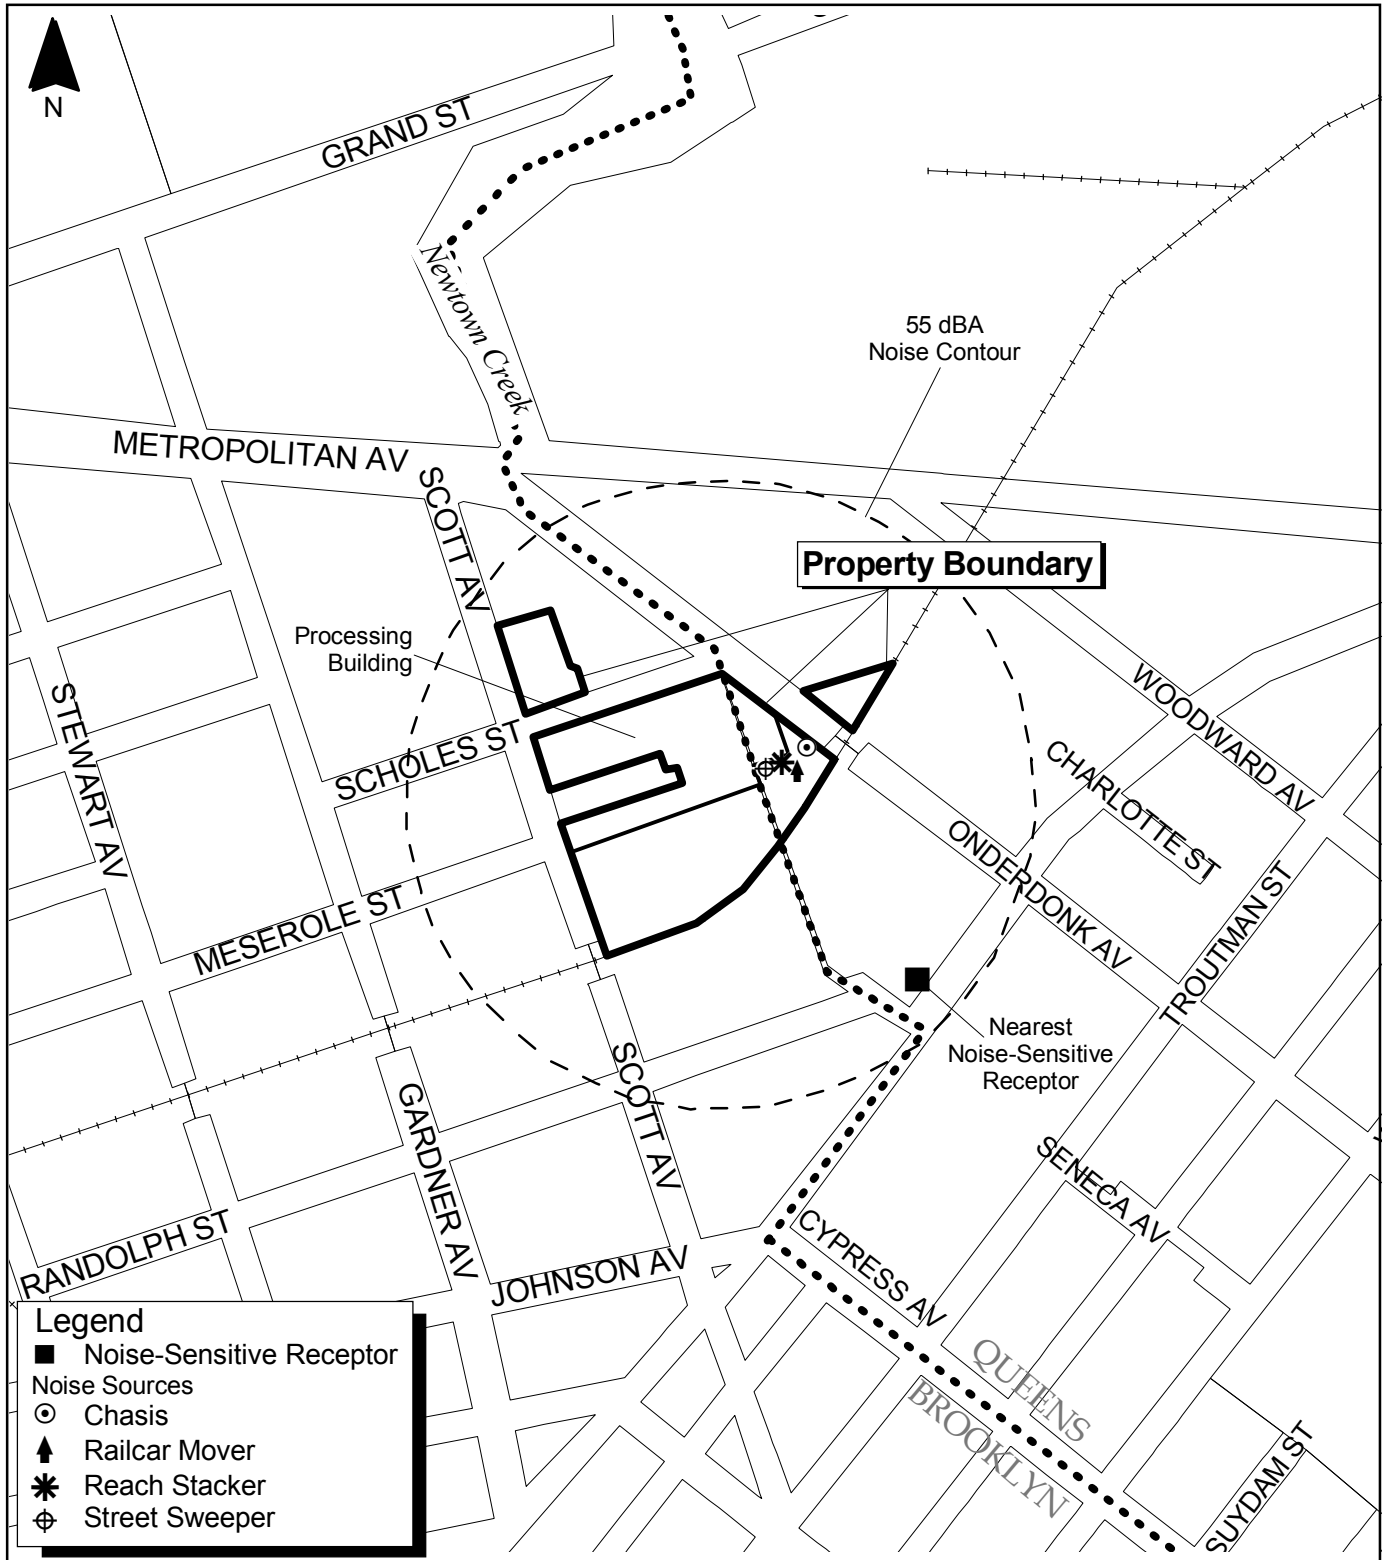 N
GRAND ST
Newtown Creek
55 dBA
Noise Contour
METROPOLITAN AV
SCOTT AV
Property Boundary
Processing
Building
STEWART AV
SCHOLES ST
WOODWARD AV
CHARLOTTE ST
ONDERDONK AV
TROUTMAN ST
MESEROLE ST
Nearest
Noise-Sensitive
Receptor
SCOTT AV
GARDNER AV
SENECA AV
RANDOLPH ST
JOHNSON AV
CYPRESS AV
QUEENS
BROOKLYN
SUYDAM ST
Legend
Noise-Sensitive Receptor
Noise Sources
Chasis
Railcar Mover
Reach Stacker
Street Sweeper